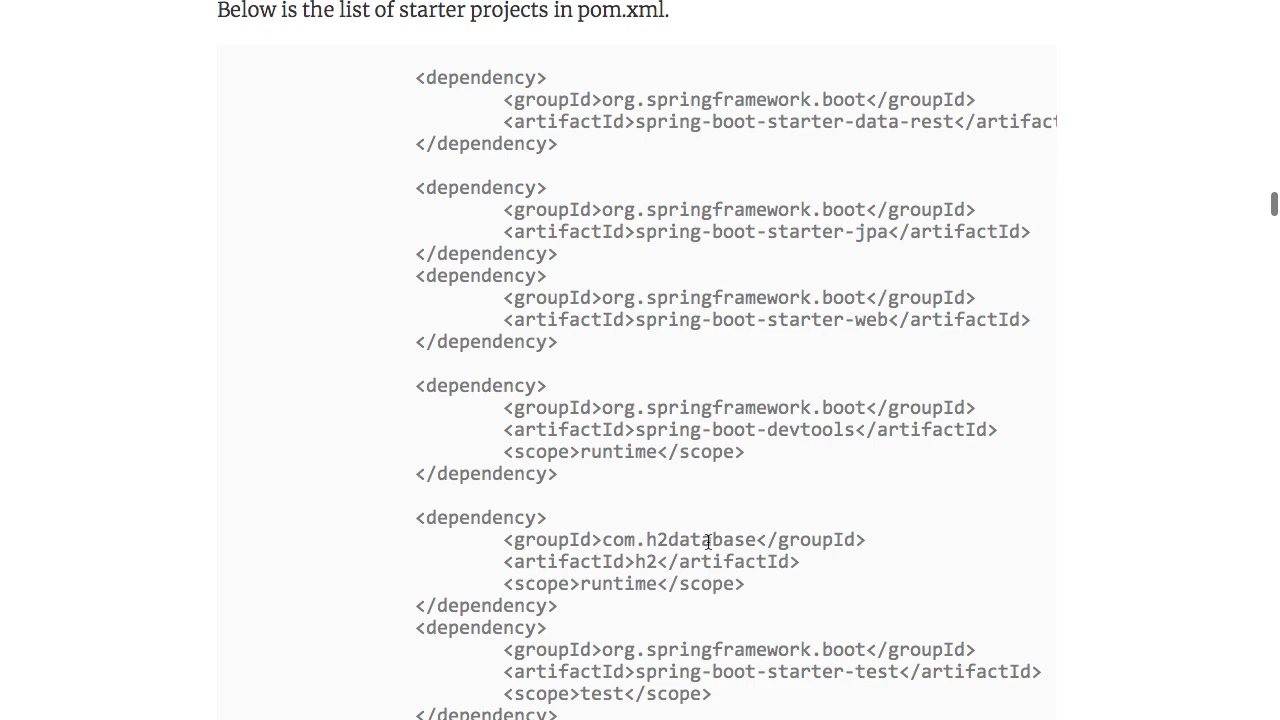 Below is the list of starter projects in pom.xml.
<dependency>
<groupId>org.springframework.boot</groupId>
<artifactId>spring-boot-starter-data-rest</artifact
</dependency>
<dependency>
<groupId>org.springframework.boot</groupId>
<artifactId>spring-boot-starter-jpa</artifactId>
</dependency>
<dependency>
<groupId>org.springframework.boot</groupId>
<artifactId>spring-boot-starter-web</artifactId>
</dependency>
<dependency>
<groupId>org.springframework.boot</groupId>
<artifactId>spring-boot-devtools</artifactId>
<scope>runtime</scope>
</dependency>
<dependency>
<groupId>com.h2database</groupId>
<artifactId>h2</artifactId>
<scope>runtime</scope>
</dependency>
<dependency>
<groupId>org.springframework.boot</groupId>
<artifactId>spring-boot-starter-test</artifactId>
<scope>test</scope>
</dependency>